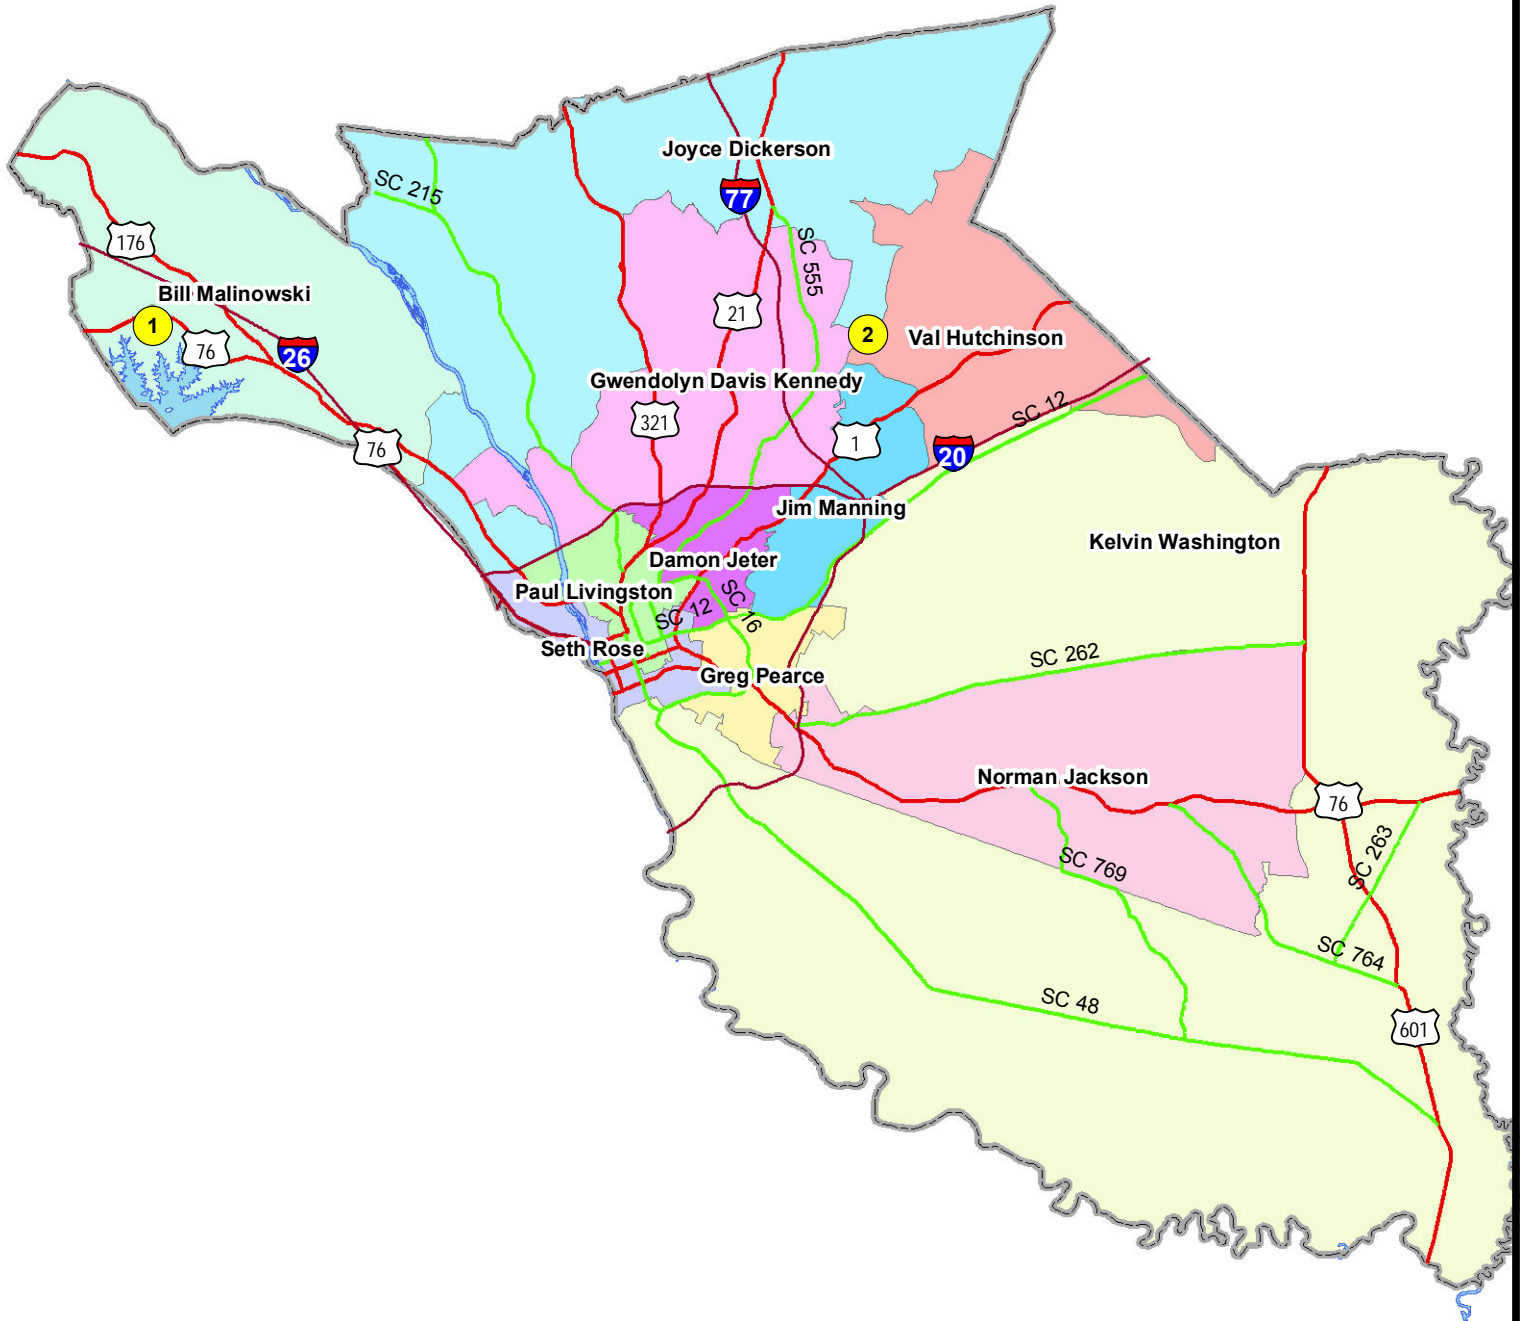 Joyce Dickerson
SC 215
77
176
SC 555
Bill Malinowski
21
1
2
Val Hutchinson
76
26
Gwendolyn Davis Kennedy
SC 12
321
1
76
20
Jim Manning
Kelvin Washington
Damon Jeter
Paul Livingston
SC 16
SC 12
Seth Rose
SC 262
Greg Pearce
Norman Jackson
76
SC 263
SC 769
SC 764
SC 48
601